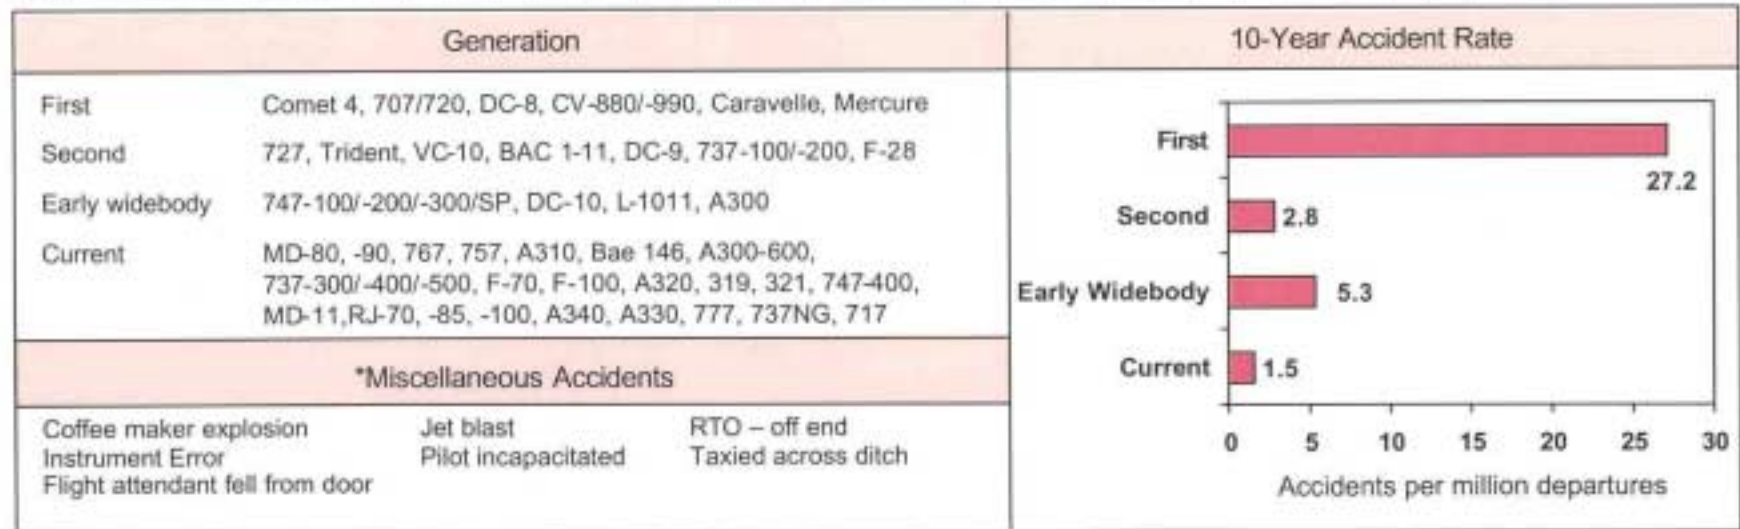 Generation
First Comet 4, 707/720, DC-8, CV-880/-990, Caravelle, Mercure
Second 727, Trident, VC-10, BAC 1-11, DC-9, 737-100/-200, F-28
Early widebody 747-100/-200/-300/SP, DC-10, L-1011, A300
Current MD-80, -90, 767, 757, A310, Bae 146, A300-600,
737-300/-400/-500, F-70, F-100, A320, 319, 321, 747-400,
MD-11,RJ-70, -85, -100, A340, A330, 777, 737NG, 717
*Miscellaneous Accidents
Coffee maker explosion Jet blast RTO – off end
Instrument Error Pilot incapacitated Taxied across ditch
Flight attendant fell from door
10-Year Accident Rate
First
27.2
Second 2.8
Early Widebody 5.3
Current 1.5
0 5 10 15 20 25 30
Accidents per million departures